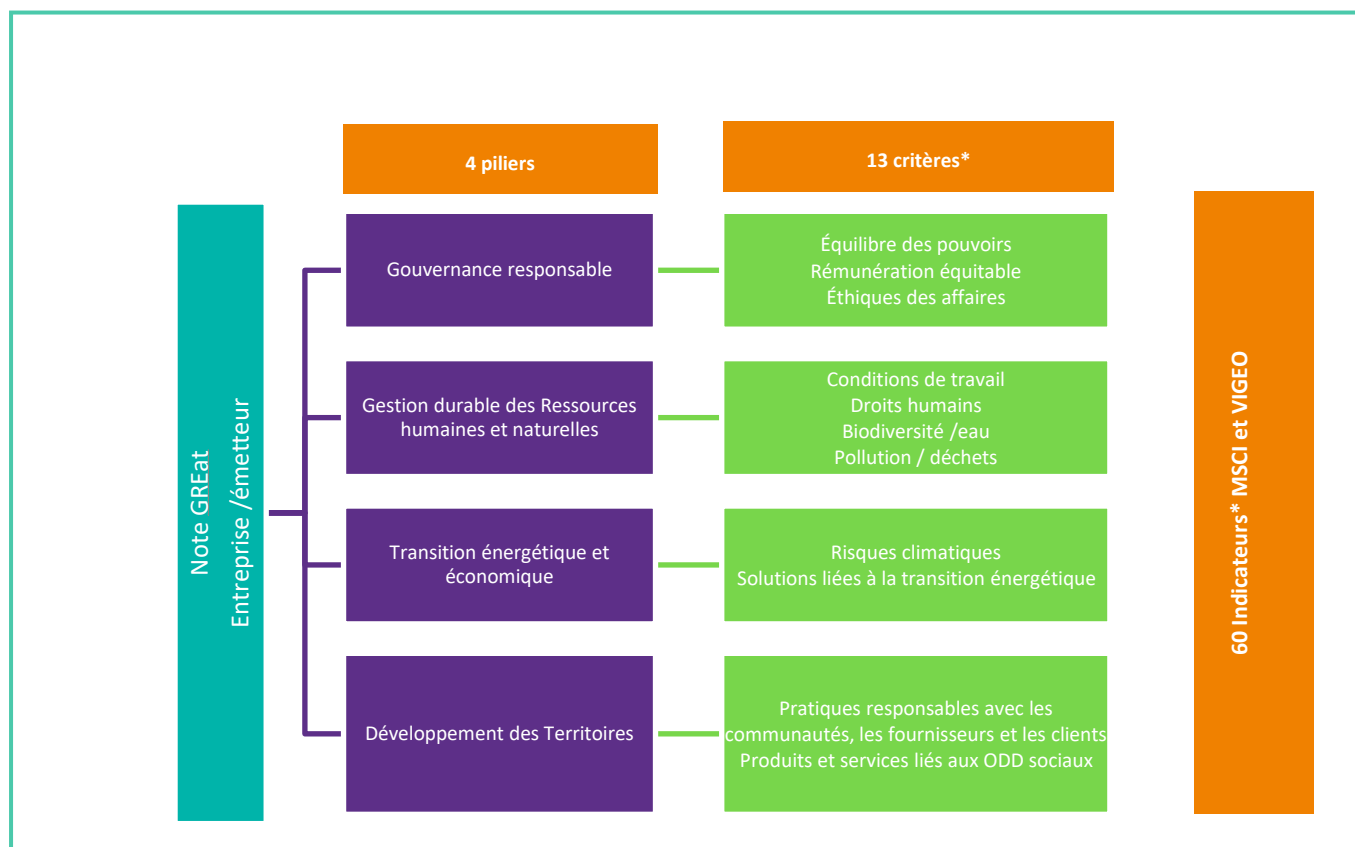 4 piliers
13 critères*
Note GREat
Entreprise /émetteur
Gouvernance responsable
Équilibre des pouvoirs
Rémunération équitable
Éthiques des affaires
Gestion durable des Ressources
humaines et naturelles
Conditions de travail
Droits humains
Biodiversité /eau
Pollution / déchets
Transition énergétique et
économique
Risques climatiques
Solutions liées à la transition énergétique
Développement des Territoires
Pratiques responsables avec les
communautés, les fournisseurs et les clients
Produits et services liés aux ODD sociaux
60 Indicateurs* MSCI et VIGEO